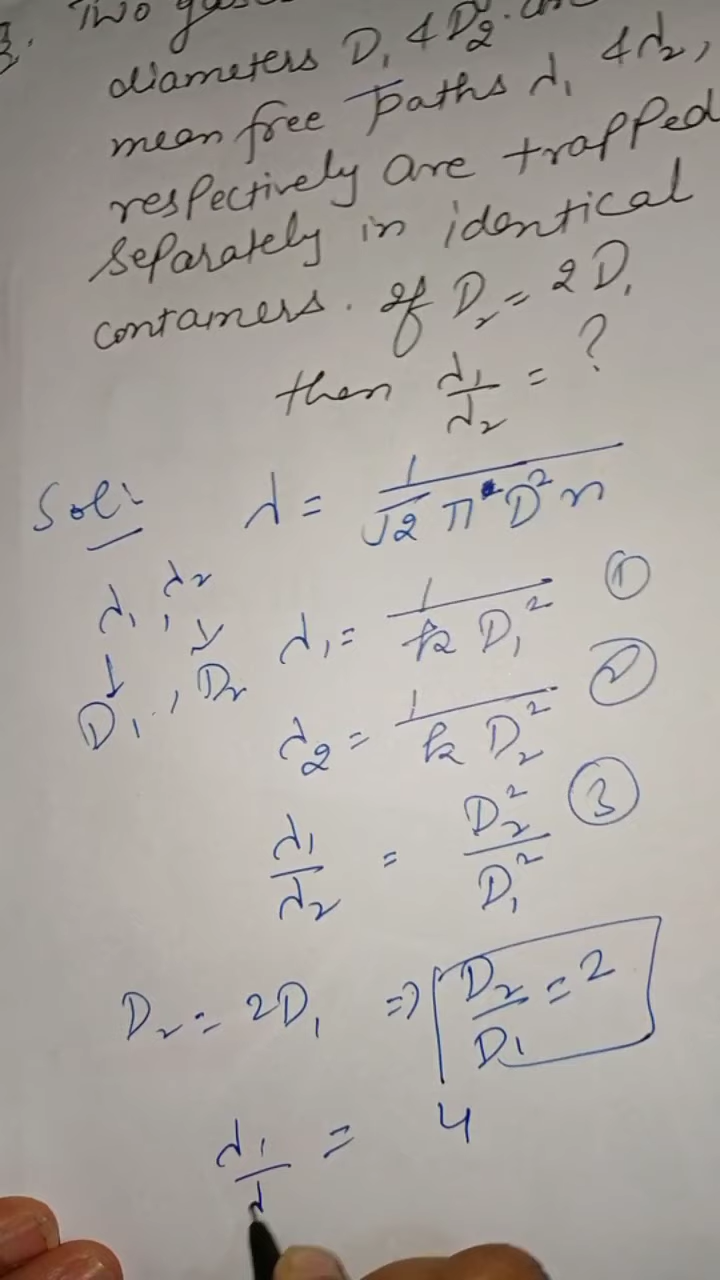 3. Two
diameters D₁ & D₂.
mean free paths λ₁ & λ₂,
respectively are trapped
separately in identical
containers. If D₂ = 2D₁
then λ₁/λ₂ = ?
Sol: λ = 1/(√2 π D² n)
λ₁, λ₂
λ₁ = 1/(k D₁²) ①
↓ ↓
D₁, D₂
λ₂ = 1/(k D₂²) ②
λ₁/λ₂ = D₂²/D₁² ③
D₂ = 2D₁ ⇒ D₂/D₁ = 2
λ₁/λ = 4